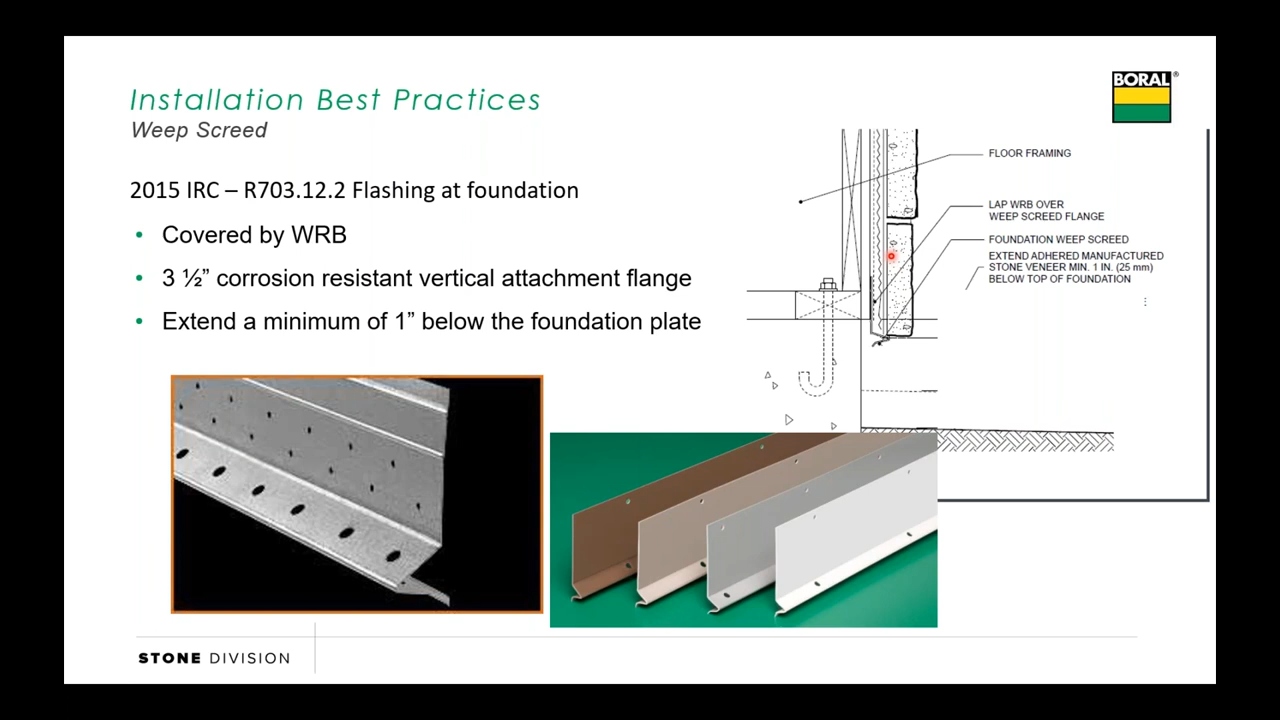 Installation Best Practices
Weep Screed
BORAL®
2015 IRC – R703.12.2 Flashing at foundation
• Covered by WRB
• 3 ½” corrosion resistant vertical attachment flange
• Extend a minimum of 1” below the foundation plate
FLOOR FRAMING
LAP WRB OVER
WEEP SCREED FLANGE
FOUNDATION WEEP SCREED
EXTEND ADHERED MANUFACTURED
STONE VENEER MIN. 1 IN. (25 mm)
BELOW TOP OF FOUNDATION
STONE DIVISION